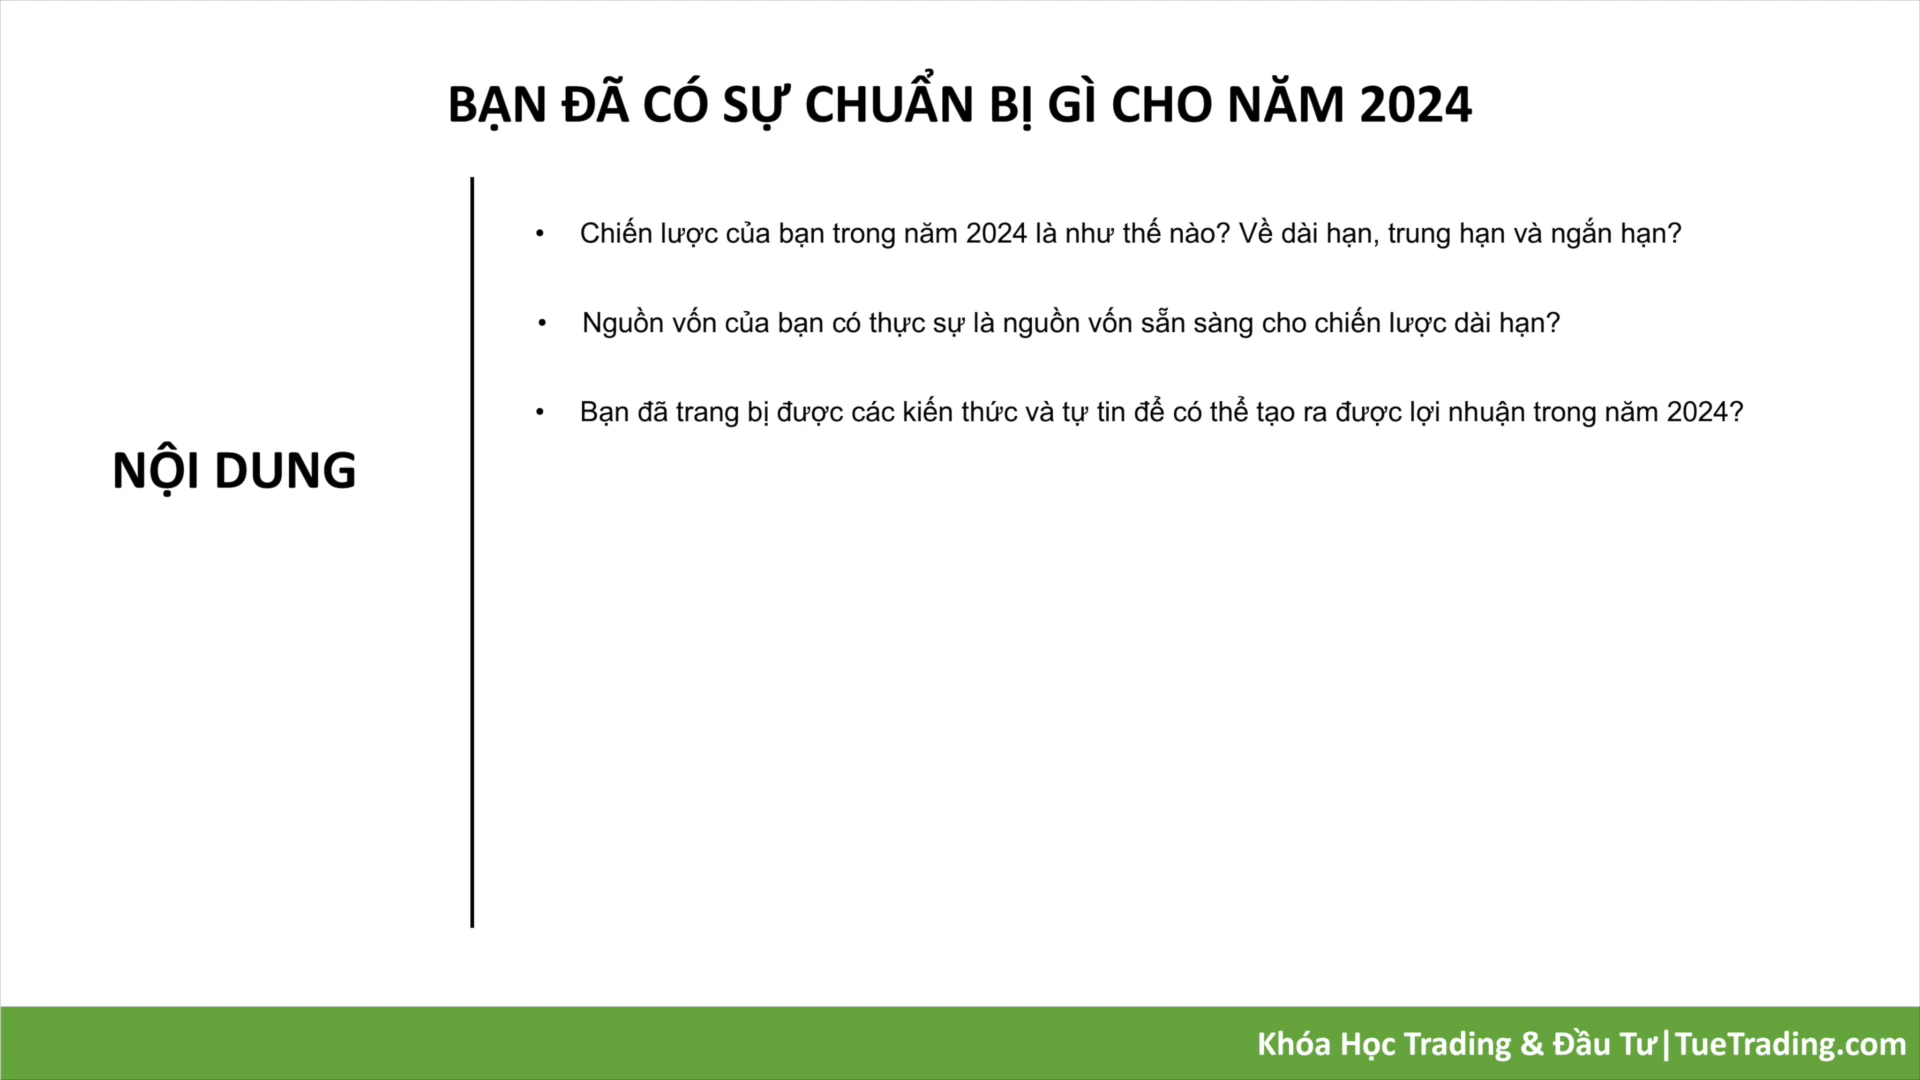 BẠN ĐÃ CÓ SỰ CHUẨN BỊ GÌ CHO NĂM 2024
NỘI DUNG
• Chiến lược của bạn trong năm 2024 là như thế nào? Về dài hạn, trung hạn và ngắn hạn?
• Nguồn vốn của bạn có thực sự là nguồn vốn sẵn sàng cho chiến lược dài hạn?
• Bạn đã trang bị được các kiến thức và tự tin để có thể tạo ra được lợi nhuận trong năm 2024?
Khóa Học Trading & Đầu Tư|TueTrading.com